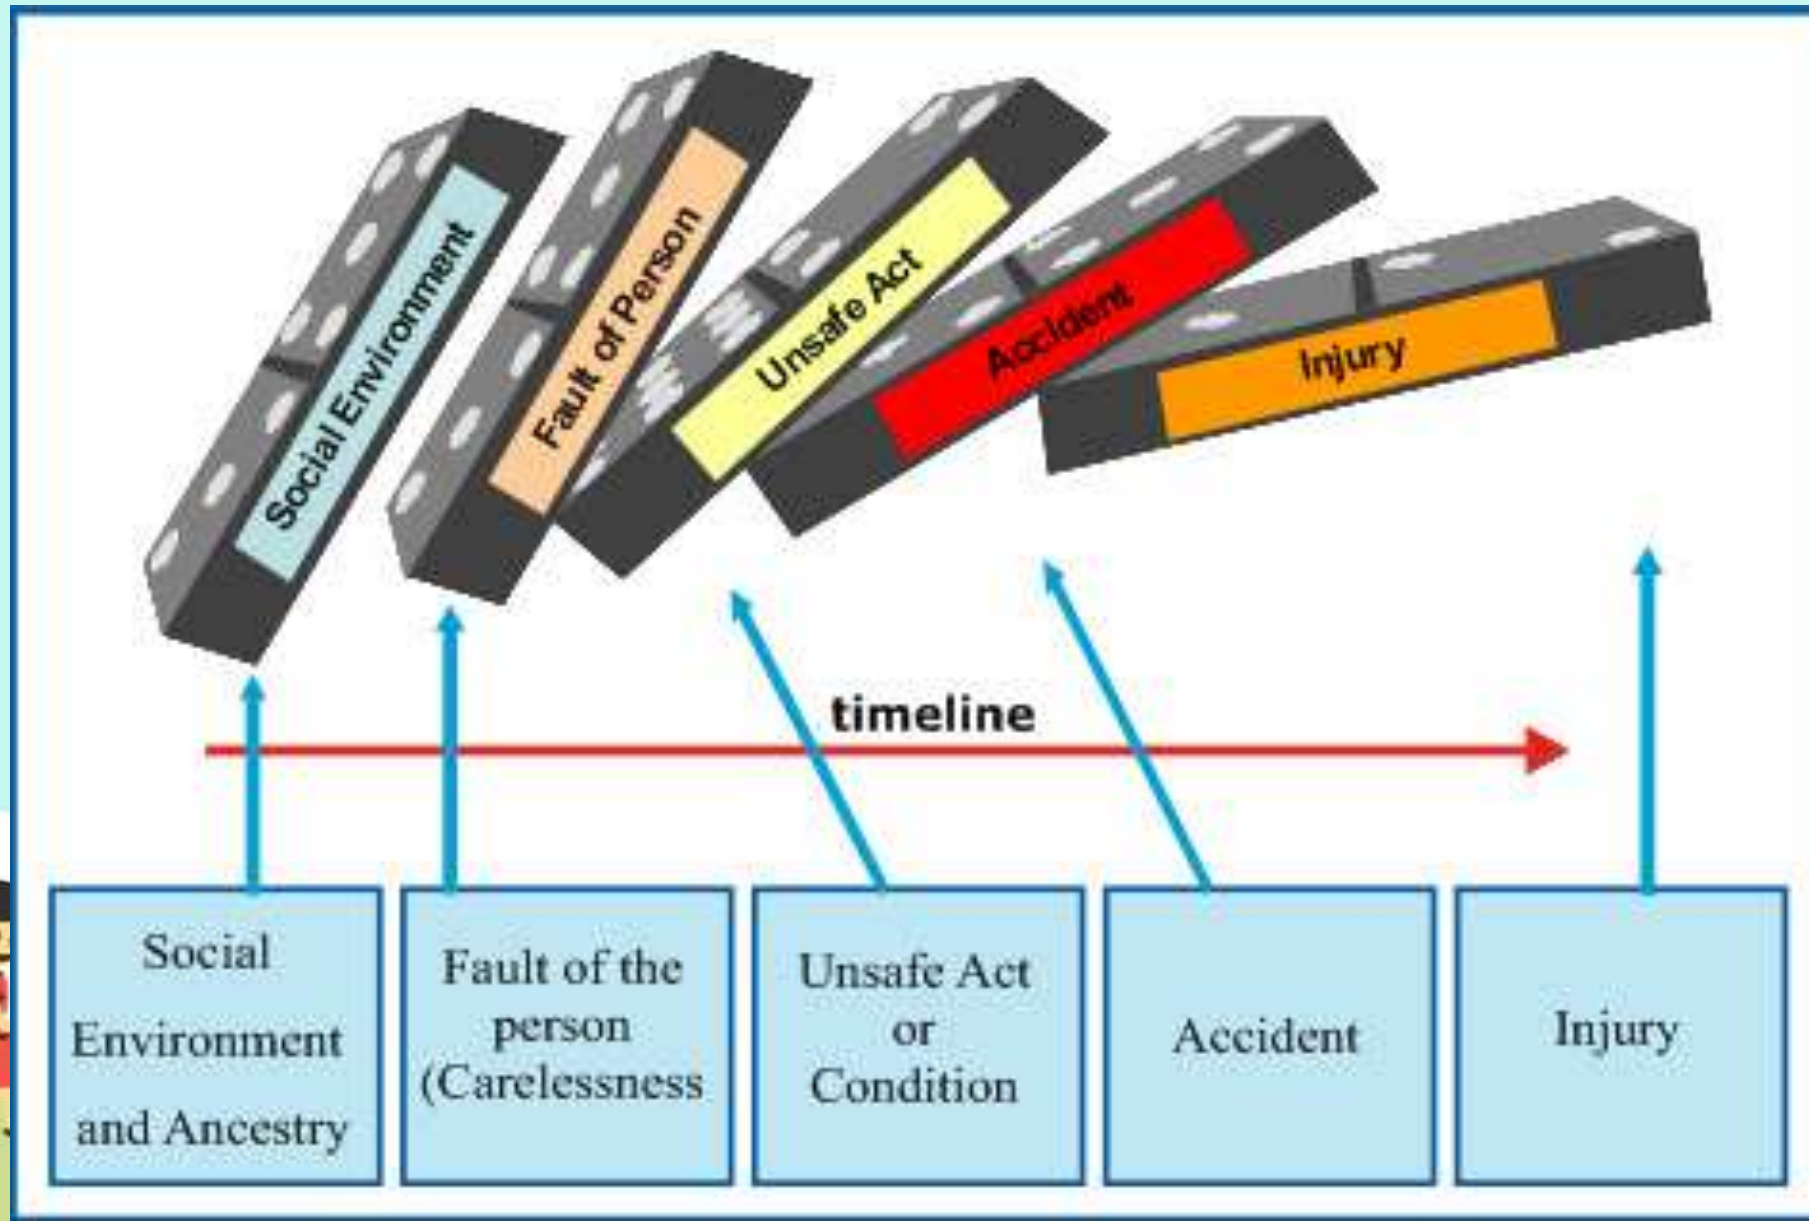 Social Environment
Fault of Person
Unsafe Act
Accident
Injury
timeline
Social
Environment
and Ancestry
Fault of the
person
(Carelessness
Unsafe Act
or
Condition
Accident
Injury